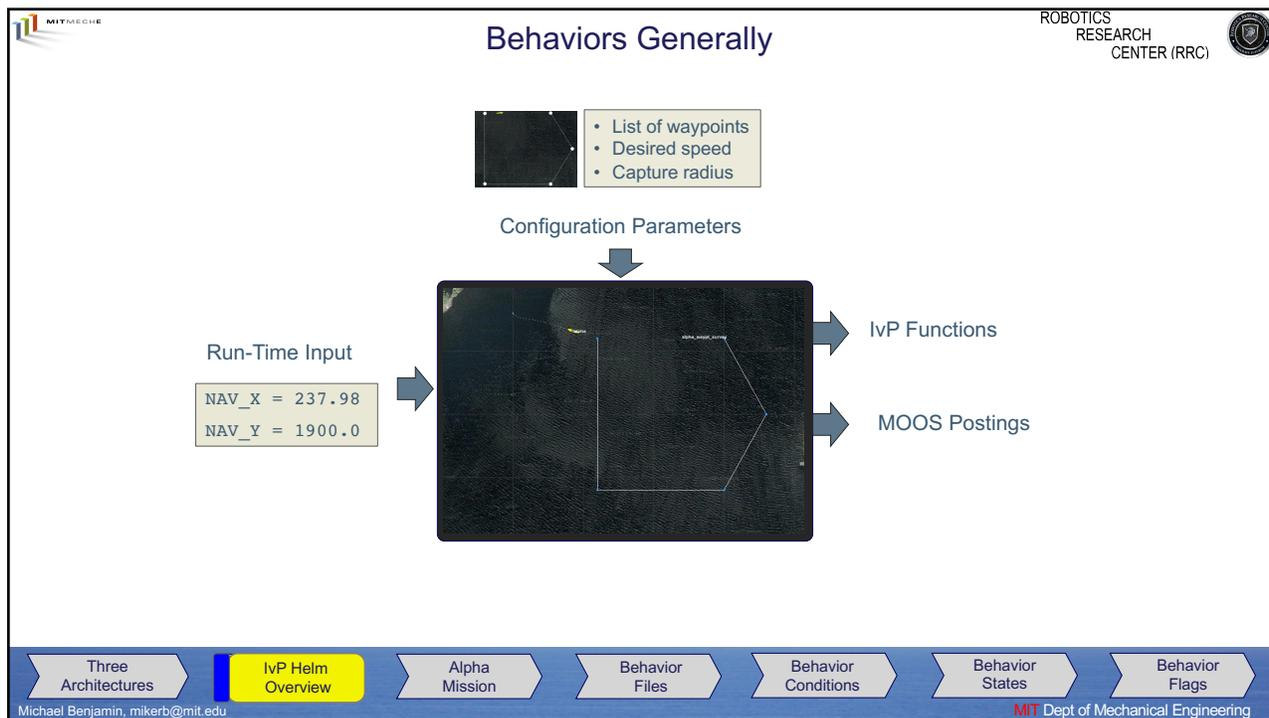 MITMECHE
Behaviors Generally
ROBOTICS
RESEARCH
CENTER (RRC)
• List of waypoints
• Desired speed
• Capture radius
Configuration Parameters
Run-Time Input
NAV_X = 237.98
NAV_Y = 1900.0
alpha_waypt_survey
IvP Functions
MOOS Postings
Three
Architectures
IvP Helm
Overview
Alpha
Mission
Behavior
Files
Behavior
Conditions
Behavior
States
Behavior
Flags
Michael Benjamin, mikerb@mit.edu
MIT Dept of Mechanical Engineering